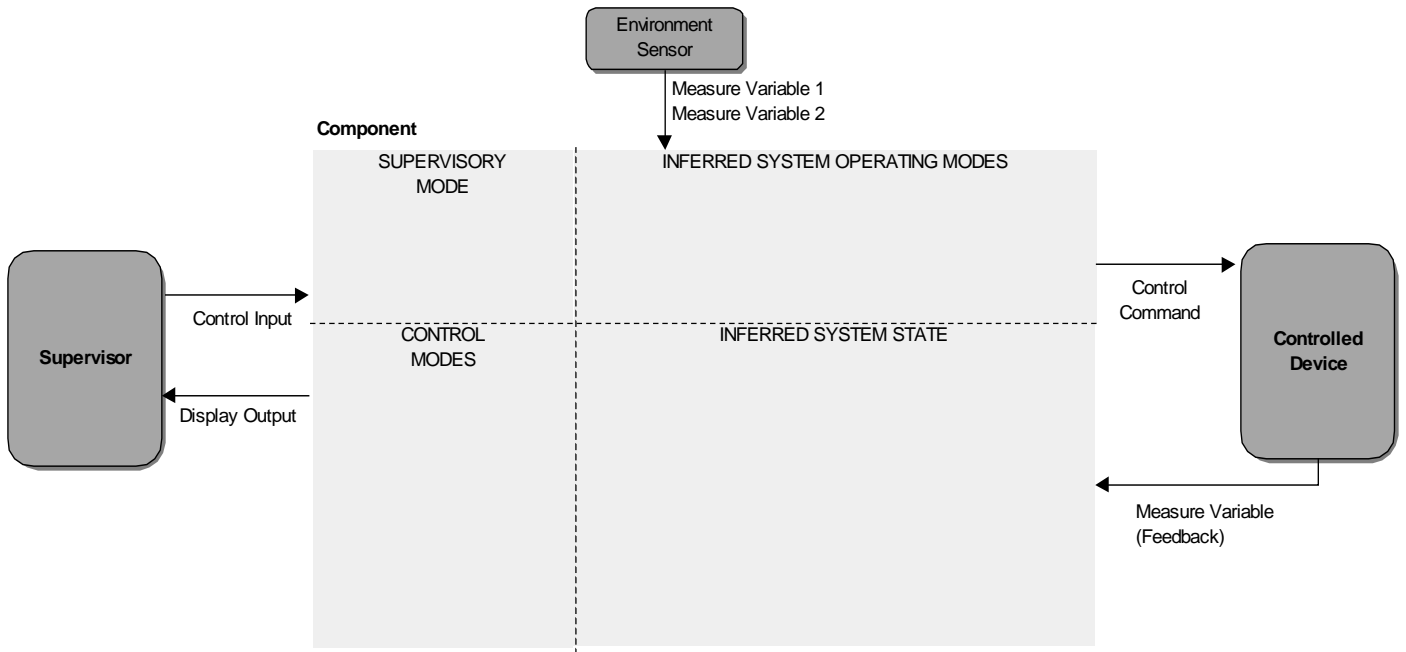 Environment
Sensor
Measure Variable 1
Measure Variable 2
Component
SUPERVISORY
MODE
INFERRED SYSTEM OPERATING MODES
Control Input
Control
Command
Supervisor
CONTROL
MODES
INFERRED SYSTEM STATE
Controlled
Device
Display Output
Measure Variable
(Feedback)